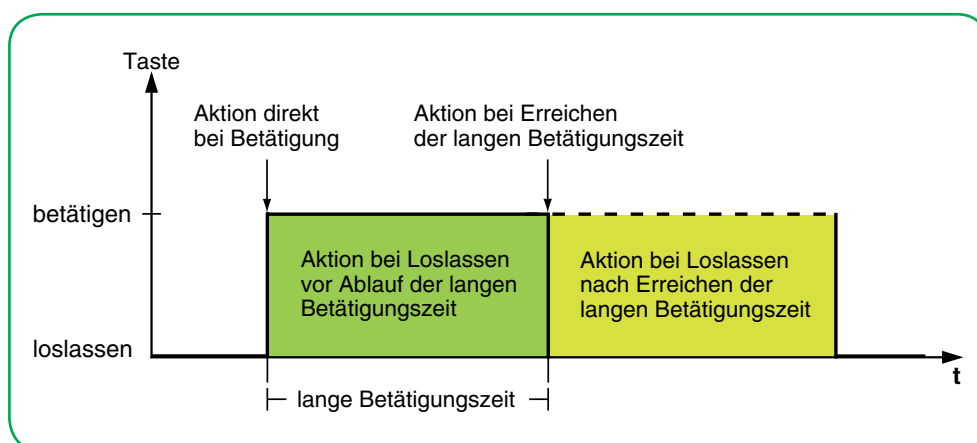 Taste
Aktion direkt
bei Betätigung
Aktion bei Erreichen
der langen Betätigungszeit
betätigen
Aktion bei Loslassen
vor Ablauf der langen
Betätigungszeit
Aktion bei Loslassen
nach Erreichen der
langen Betätigungszeit
loslassen
t
lange Betätigungszeit